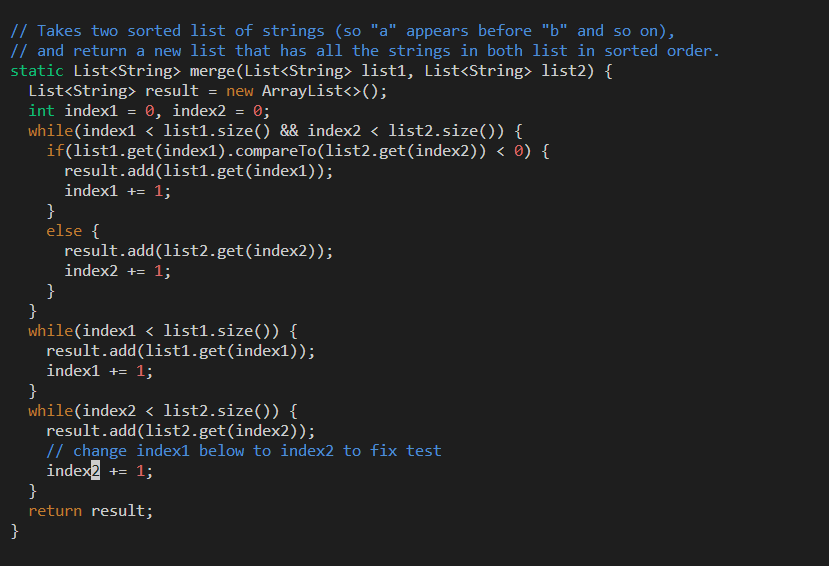 // Takes two sorted list of strings (so "a" appears before "b" and so on),
// and return a new list that has all the strings in both list in sorted order.
static List<String> merge(List<String> list1, List<String> list2) {
  List<String> result = new ArrayList<>();
  int index1 = 0, index2 = 0;
  while(index1 < list1.size() && index2 < list2.size()) {
    if(list1.get(index1).compareTo(list2.get(index2)) < 0) {
      result.add(list1.get(index1));
      index1 += 1;
    }
    else {
      result.add(list2.get(index2));
      index2 += 1;
    }
  }
  while(index1 < list1.size()) {
    result.add(list1.get(index1));
    index1 += 1;
  }
  while(index2 < list2.size()) {
    result.add(list2.get(index2));
    // change index1 below to index2 to fix test
    index2 += 1;
  }
  return result;
}